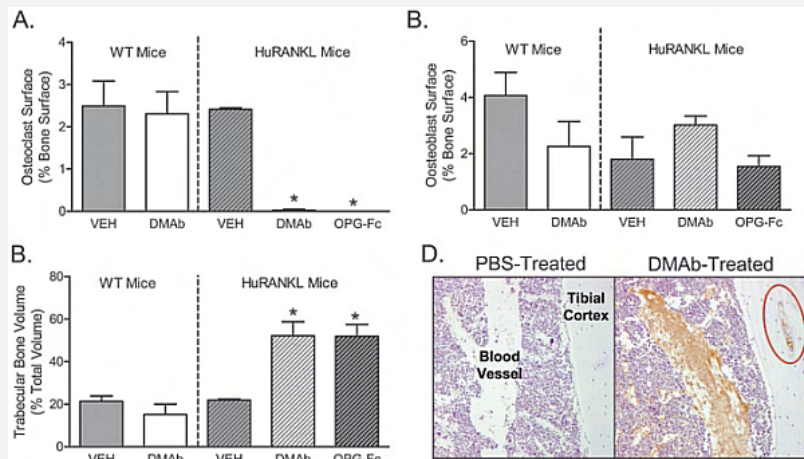 A.
WT Mice
HuRANKL Mice
Osteoclast Surface
(% Bone Surface)
4
3
2
1
0
VEH
DMAb
VEH
DMAb
OPG-Fc
*
*
B.
WT Mice
HuRANKL Mice
Oosteoblast Surface
(% Bone Surface)
6
4
2
0
VEH
DMAb
VEH
DMAb
OPG-Fc
B.
WT Mice
HuRANKL Mice
Trabecular Bone Volume
(% Total Volume)
80
60
40
20
0
*
*
VEH
DMAb
VEH
DMAb
OPG-Fc
D.
PBS-Treated
DMAb-Treated
Tibial
Cortex
Blood
Vessel